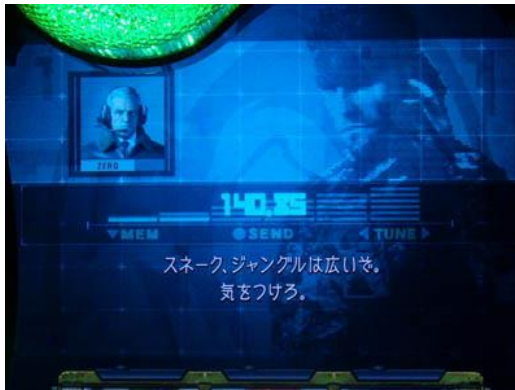 ZERO
140.85
▼MEM
●SEND
◀TUNE▶
スネーク、ジャングルは広いぞ。
気をつけろ。